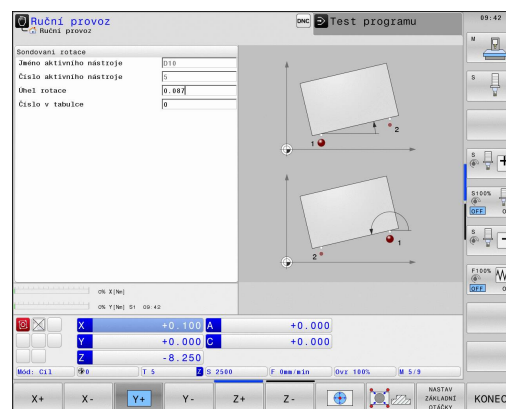 Ruční provoz
Ruční provoz
DNC
Test programu
09:42
Sondovani rotace
Jméno aktivního nástroje D10
Číslo aktivního nástroje 5
Úhel rotace 0.087
Číslo v tabulce 0
1
2
2
1
0% X[Nm]
0% Y[Nm] S1 09:42
X +0.100 A +0.000
Y +0.000 C +0.000
Z -8.250
Mód: Cíl 0 T 5 Z S 2500 F 0mm/min Ovr 100% M 5/9
M
S
S
S100%
OFF
S
F100%
OFF
X+
X-
Y+
Y-
Z+
Z-
NASTAV ZÁKLADNÍ OTÁČKY
KONEC